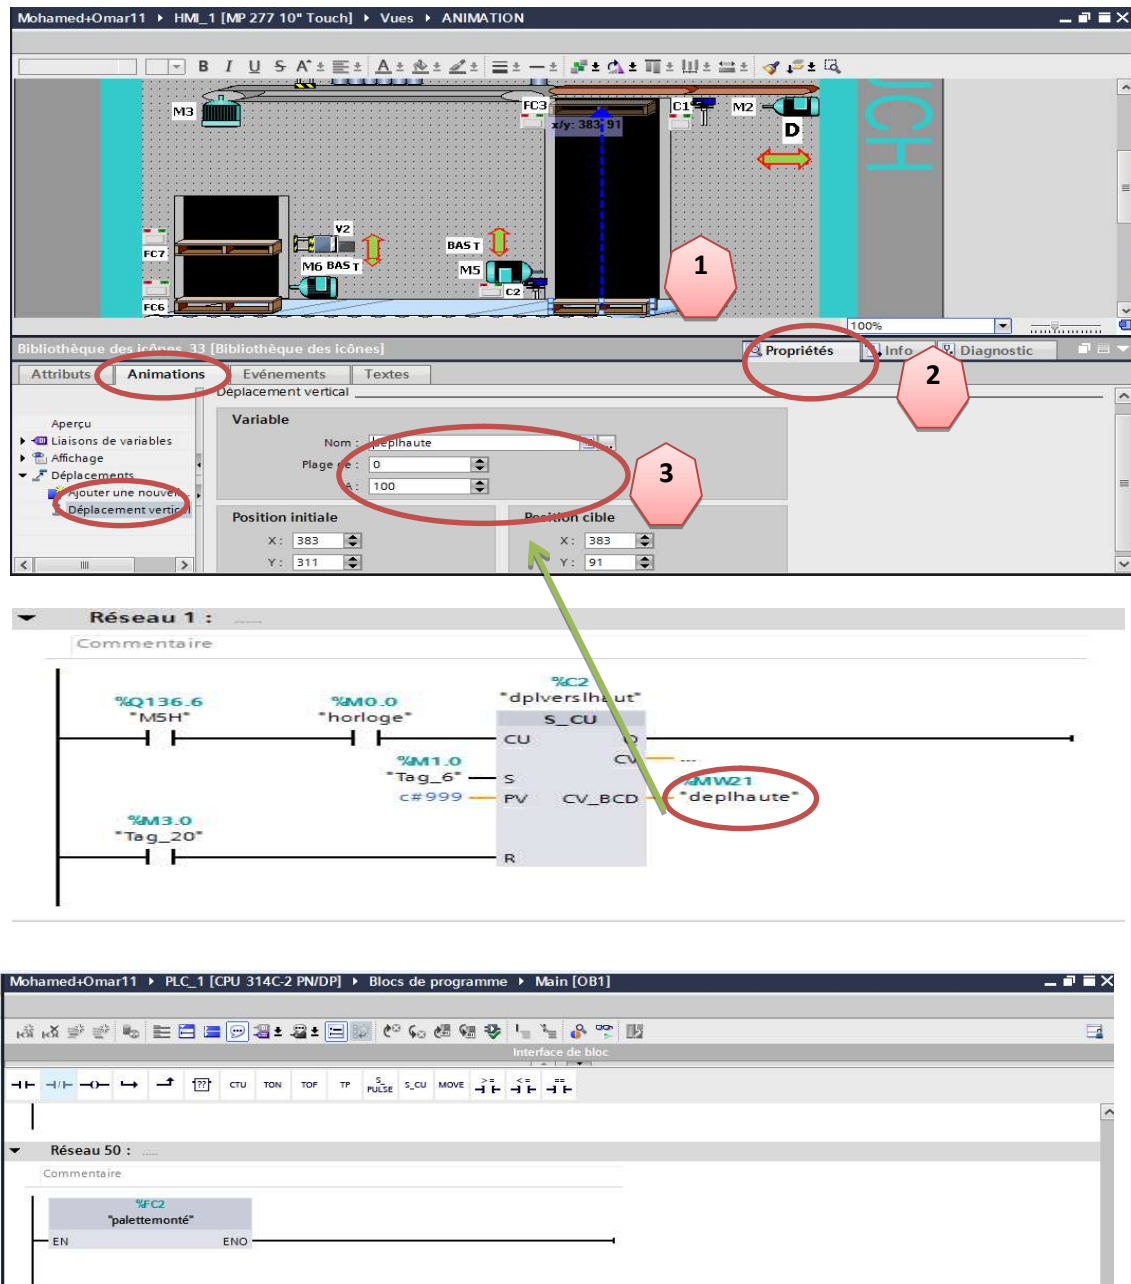 Mohamed+Omar11 ▸ HMI_1 [MP 277 10" Touch] ▸ Vues ▸ ANIMATION
B I U S A
UCH
M3
FC3
C1
M2
x/y: 383, 91
D
V2
FC7
BAS T
M6 BAS T
M5
C2
FC6
1
100%
Bibliothèque des icônes_33 [Bibliothèque des icônes]
Propriétés
Info
Diagnostic
2
Attributs
Animations
Evénements
Textes
Déplacement vertical
Aperçu
Liaisons de variables
Affichage
Déplacements
Ajouter une nouvell...
Déplacement vertical
Variable
Nom : deplhaute
Plage de : 0
A : 100
3
Position initiale
X : 383
Y : 311
Position cible
X : 383
Y : 91
Réseau 1 : ......
Commentaire
%Q136.6
"M5H"
%M0.0
"horloge"
%C2
"dplverslhaut"
S_CU
CU
Q
%M1.0
"Tag_6"
S
CV
...
%MW21
"deplhaute"
c#999
PV
CV_BCD
%M3.0
"Tag_20"
R
Mohamed+Omar11 ▸ PLC_1 [CPU 314C-2 PN/DP] ▸ Blocs de programme ▸ Main [OB1]
Interface de bloc
?? CTU TON TOF TP S_PULSE S_CU MOVE >= <= ==
Réseau 50 : .....
Commentaire
%FC2
"palettemonté"
EN
ENO